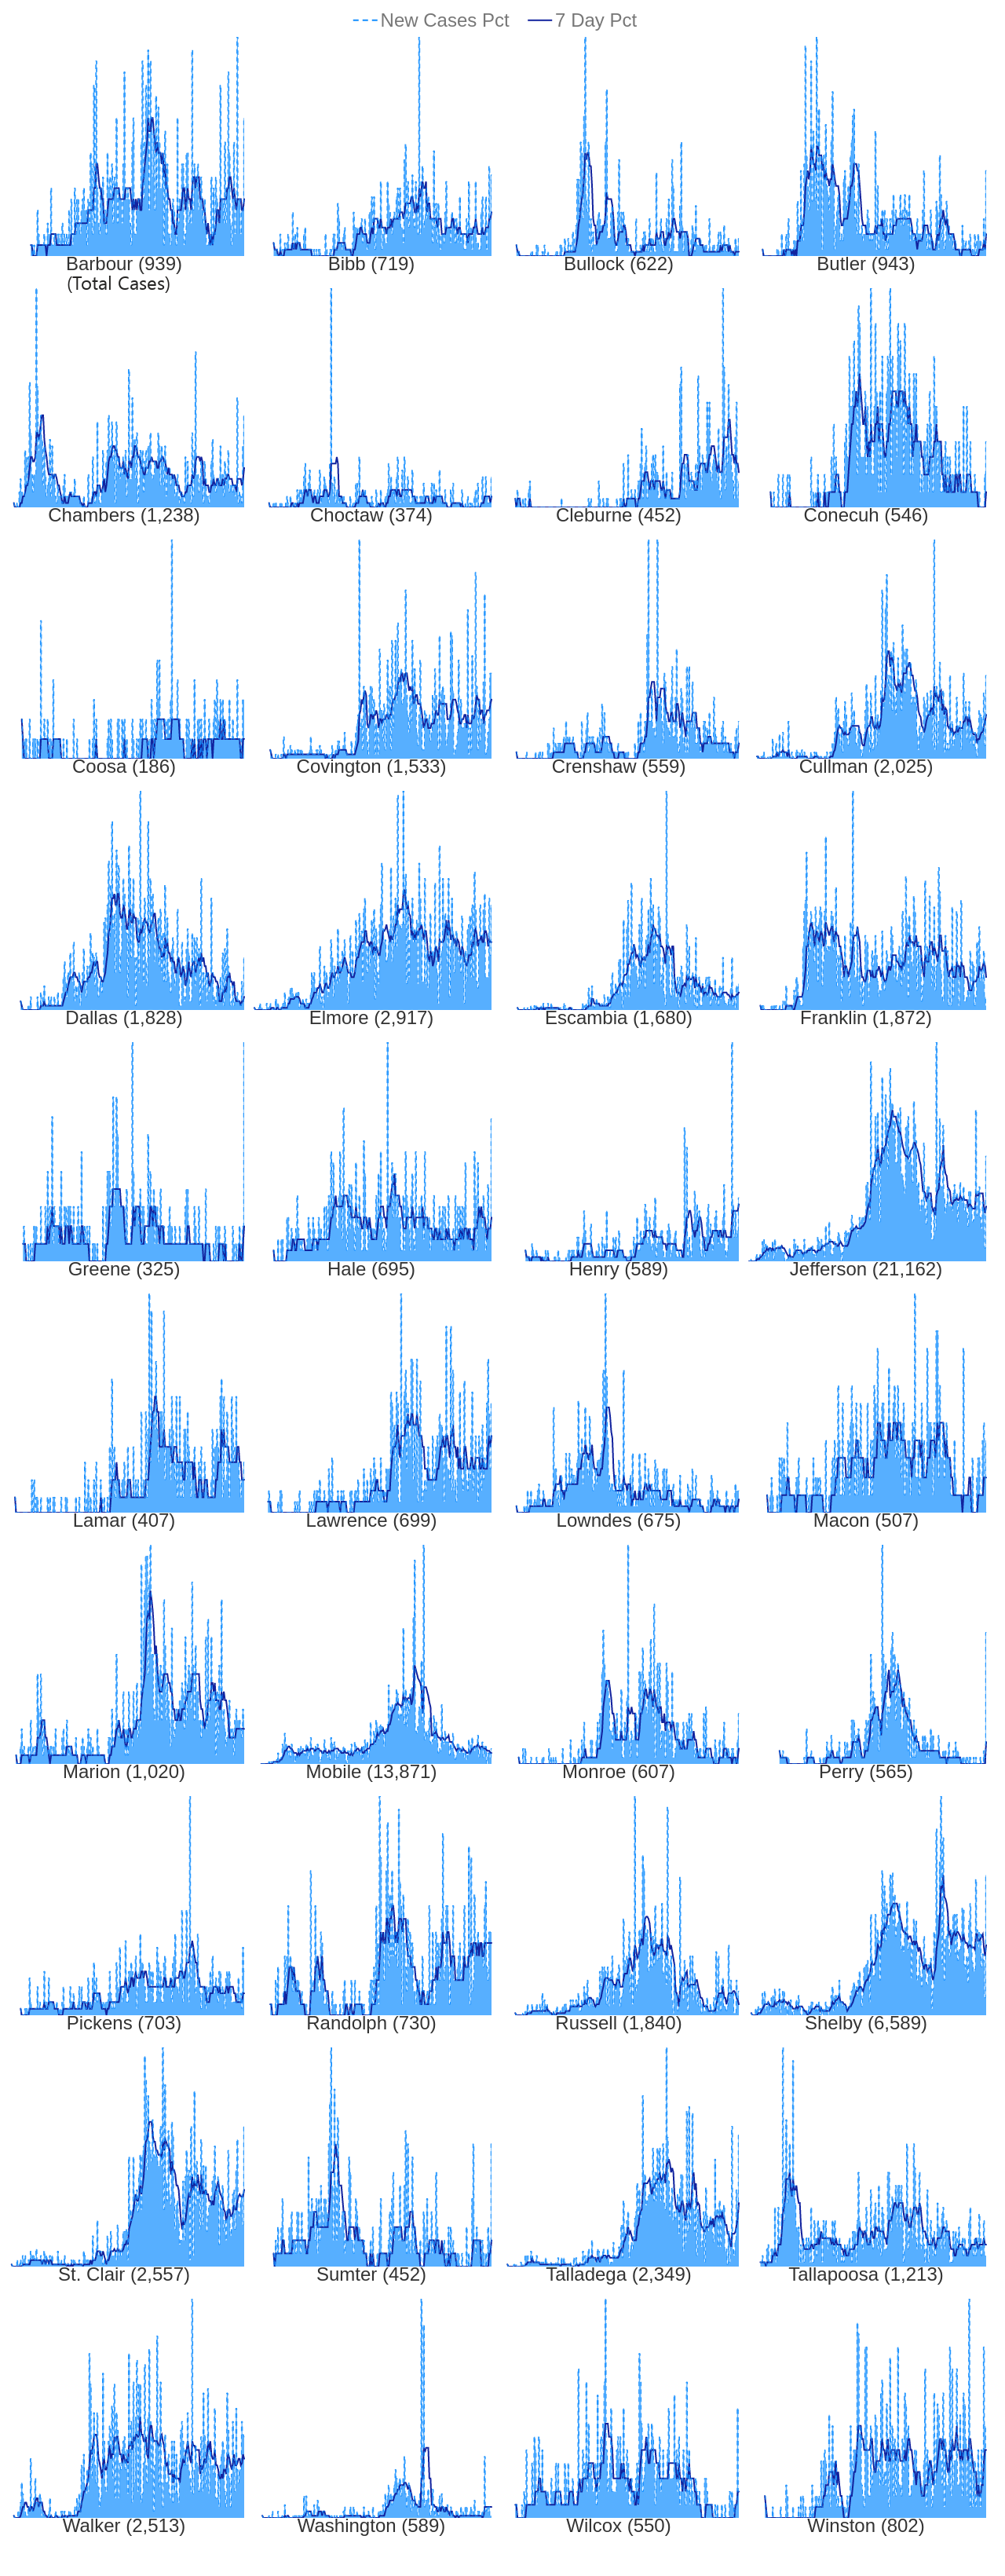 New Cases Pct 7 Day Pct
Barbour (939) Bibb (719) Bullock (622) Butler (943)
(Total Cases)
Chambers (1,238) Choctaw (374) Cleburne (452) Conecuh (546)
Coosa (186) Covington (1,533) Crenshaw (559) Cullman (2,025)
Dallas (1,828) Elmore (2,917) Escambia (1,680) Franklin (1,872)
Greene (325) Hale (695) Henry (589) Jefferson (21,162)
Lamar (407) Lawrence (699) Lowndes (675) Macon (507)
Marion (1,020) Mobile (13,871) Monroe (607) Perry (565)
Pickens (703) Randolph (730) Russell (1,840) Shelby (6,589)
St. Clair (2,557) Sumter (452) Talladega (2,349) Tallapoosa (1,213)
Walker (2,513) Washington (589) Wilcox (550) Winston (802)